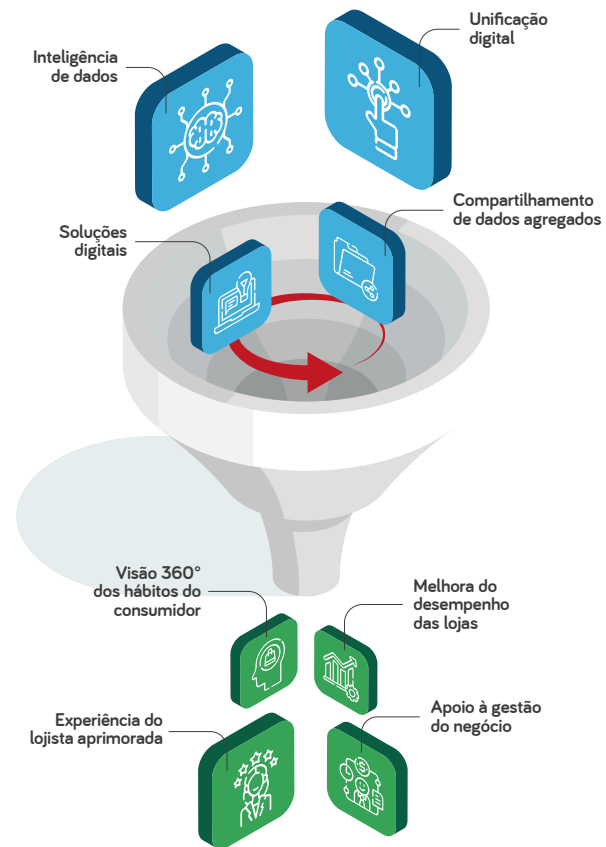 Inteligência
de dados
Unificação
digital
Soluções
digitais
Compartilhamento
de dados agregados
Visão 360°
dos hábitos do
consumidor
Melhora do
desempenho
das lojas
Experiência do
lojista aprimorada
Apoio à gestão
do negócio